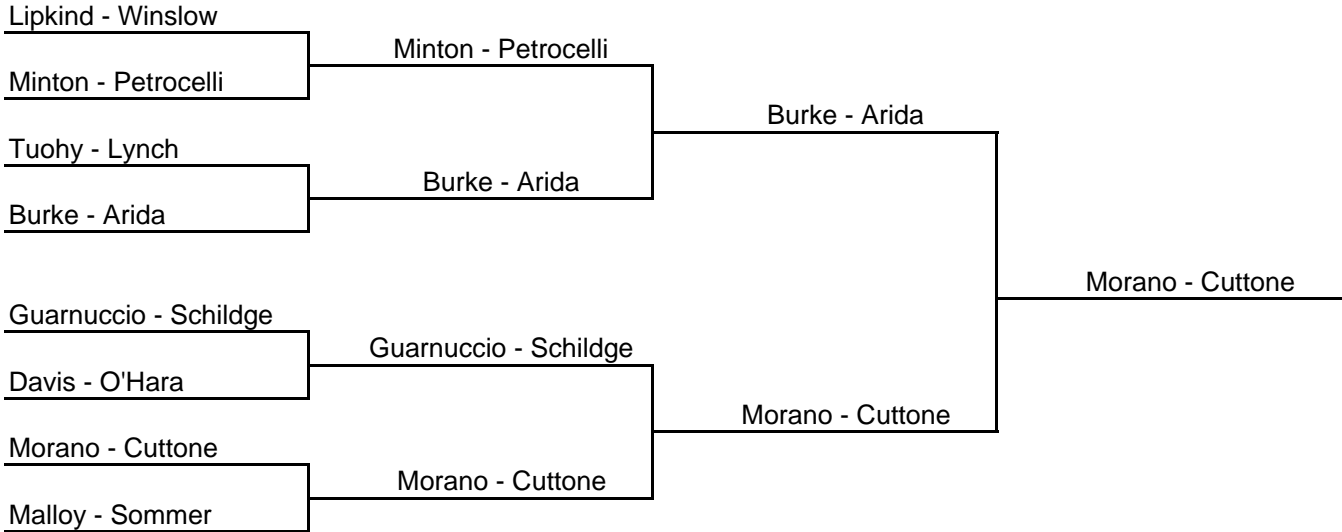 Lipkind - Winslow
Minton - Petrocelli
Minton - Petrocelli
Burke - Arida
Tuohy - Lynch
Burke - Arida
Burke - Arida
Morano - Cuttone
Guarnuccio - Schildge
Guarnuccio - Schildge
Davis - O'Hara
Morano - Cuttone
Morano - Cuttone
Morano - Cuttone
Malloy - Sommer